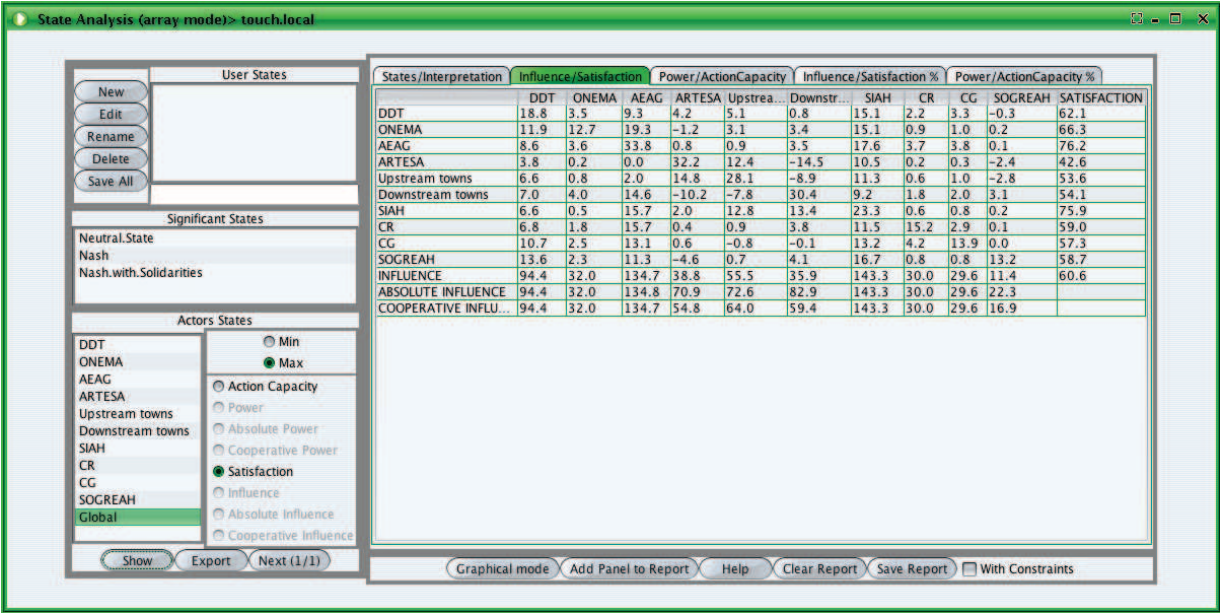 State Analysis (array mode)> touch.local
User States
New
Edit
Rename
Delete
Save All
Significant States
Neutral.State
Nash
Nash.with.Solidarities
Actors States
DDT
ONEMA
AEAG
ARTESA
Upstream towns
Downstream towns
SIAH
CR
CG
SOGREAH
Global
Min
Max
Action Capacity
Power
Absolute Power
Cooperative Power
Satisfaction
Influence
Absolute Influence
Cooperative Influence
Show Export Next (1/1)
States/Interpretation Influence/Satisfaction Power/ActionCapacity Influence/Satisfaction % Power/ActionCapacity %
DDT ONEMA AEAG ARTESA Upstrea... Downstr... SIAH CR CG SOGREAH SATISFACTION
DDT 18.8 3.5 9.3 4.2 5.1 0.8 15.1 2.2 3.3 -0.3 62.1
ONEMA 11.9 12.7 19.3 -1.2 3.1 3.4 15.1 0.9 1.0 0.2 66.3
AEAG 8.6 3.6 33.8 0.8 0.9 3.5 17.6 3.7 3.8 0.1 76.2
ARTESA 3.8 0.2 0.0 32.2 12.4 -14.5 10.5 0.2 0.3 -2.4 42.6
Upstream towns 6.6 0.8 2.0 14.8 28.1 -8.9 11.3 0.6 1.0 -2.8 53.6
Downstream towns 7.0 4.0 14.6 -10.2 -7.8 30.4 9.2 1.8 2.0 3.1 54.1
SIAH 6.6 0.5 15.7 2.0 12.8 13.4 23.3 0.6 0.8 0.2 75.9
CR 6.8 1.8 15.7 0.4 0.9 3.8 11.5 15.2 2.9 0.1 59.0
CG 10.7 2.5 13.1 0.6 -0.8 -0.1 13.2 4.2 13.9 0.0 57.3
SOGREAH 13.6 2.3 11.3 -4.6 0.7 4.1 16.7 0.8 0.8 13.2 58.7
INFLUENCE 94.4 32.0 134.7 38.8 55.5 35.9 143.3 30.0 29.6 11.4 60.6
ABSOLUTE INFLUENCE 94.4 32.0 134.8 70.9 72.6 82.9 143.3 30.0 29.6 22.3
COOPERATIVE INFLU... 94.4 32.0 134.7 54.8 64.0 59.4 143.3 30.0 29.6 16.9
Graphical mode Add Panel to Report Help Clear Report Save Report With Constraints